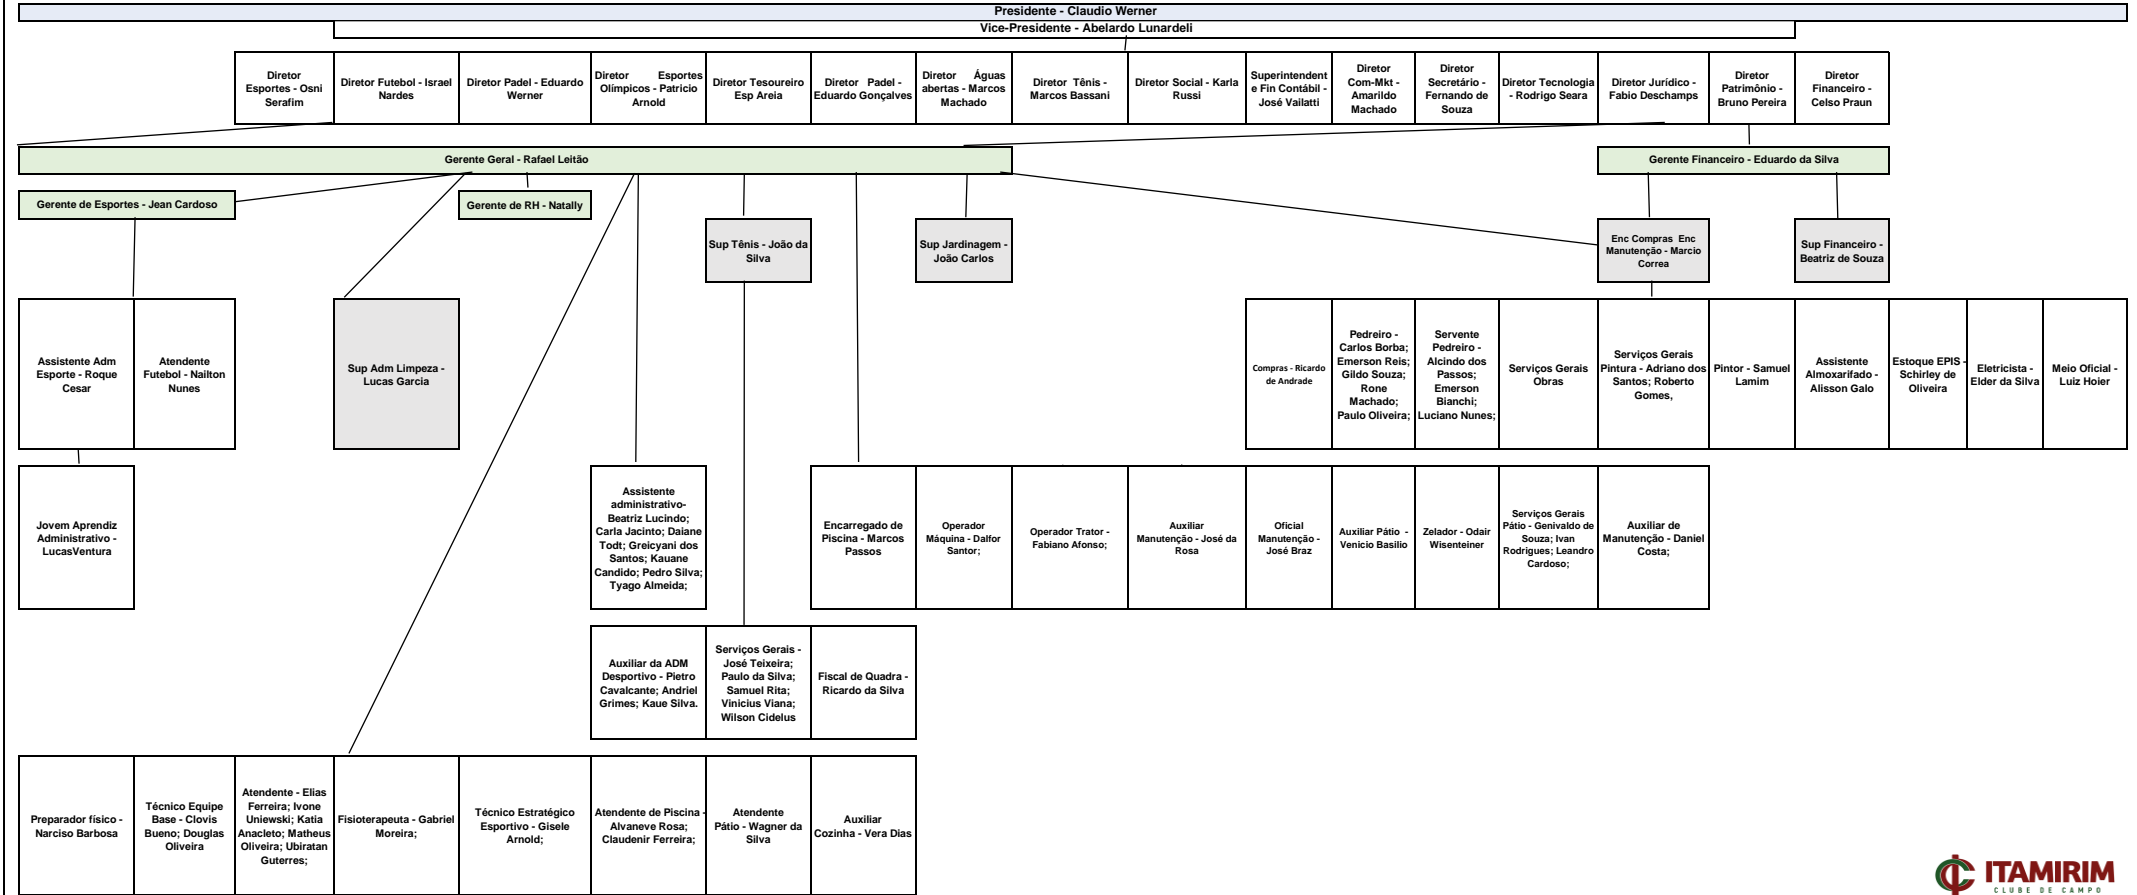 Presidente - Claudio Werner
Vice-Presidente - Abelardo Lunardeli
Diretor
Esportes - Osni
Serafim
Diretor Futebol - Israel
Nardes
Diretor Padel - Eduardo
Werner
Diretor Esportes
Olímpicos - Patricio
Arnold
Diretor Tesoureiro
Esp Areia
Diretor Padel -
Eduardo Gonçalves
Diretor Águas
abertas - Marcos
Machado
Diretor Tênis -
Marcos Bassani
Diretor Social - Karla
Russi
Superintendent
e Fin Contábil -
José Vailatti
Diretor
Com-Mkt -
Amarildo
Machado
Diretor
Secretário -
Fernando de
Souza
Diretor Tecnologia
- Rodrigo Seara
Diretor Jurídico -
Fabio Deschamps
Diretor
Patrimônio -
Bruno Pereira
Diretor
Financeiro -
Celso Praun
Gerente Geral - Rafael Leitão
Gerente Financeiro - Eduardo da Silva
Gerente de Esportes - Jean Cardoso
Gerente de RH - Natally
Sup Tênis - João da
Silva
Sup Jardinagem -
João Carlos
Enc Compras Enc
Manutenção - Marcio
Correa
Sup Financeiro -
Beatriz de Souza
Assistente Adm
Esporte - Roque
Cesar
Atendente
Futebol - Nailton
Nunes
Sup Adm Limpeza -
Lucas Garcia
Compras - Ricardo
de Andrade
Pedreiro -
Carlos Borba;
Emerson Reis;
Gildo Souza;
Rone
Machado;
Paulo Oliveira;
Servente
Pedreiro -
Alcindo dos
Passos;
Emerson
Bianchi;
Luciano Nunes;
Serviços Gerais
Obras
Serviços Gerais
Pintura - Adriano dos
Santos; Roberto
Gomes,
Pintor - Samuel
Lamim
Assistente
Almoxarifado -
Alisson Galo
Estoque EPIS -
Schirley de
Oliveira
Eletricista -
Elder da Silva
Meio Oficial -
Luiz Hoier
Jovem Aprendiz
Administrativo -
LucasVentura
Assistente
administrativo-
Beatriz Lucindo;
Carla Jacinto; Daiane
Todt; Greicyani dos
Santos; Kauane
Candido; Pedro Silva;
Tyago Almeida;
Encarregado de
Piscina - Marcos
Passos
Operador
Máquina - Dalfor
Santor;
Operador Trator -
Fabiano Afonso;
Auxiliar
Manutenção - José da
Rosa
Oficial
Manutenção -
José Braz
Auxiliar Pátio -
Venicio Basilio
Zelador - Odair
Wisenteiner
Serviços Gerais
Pátio - Genivaldo de
Souza; Ivan
Rodrigues; Leandro
Cardoso;
Auxiliar de
Manutenção - Daniel
Costa;
Auxiliar da ADM
Desportivo - Pietro
Cavalcante; Andriel
Grimes; Kaue Silva.
Serviços Gerais -
José Teixeira;
Paulo da Silva;
Samuel Rita;
Vinicius Viana;
Wilson Cidelus
Fiscal de Quadra -
Ricardo da Silva
Preparador físico -
Narciso Barbosa
Técnico Equipe
Base - Clovis
Bueno; Douglas
Oliveira
Atendente - Elias
Ferreira; Ivone
Uniewski; Katia
Anacleto; Matheus
Oliveira; Ubiratan
Guterres;
Fisioterapeuta - Gabriel
Moreira;
Técnico Estratégico
Esportivo - Gisele
Arnold;
Atendente de Piscina -
Alvaneve Rosa;
Claudenir Ferreira;
Atendente
Pátio - Wagner da
Silva
Auxiliar
Cozinha - Vera Dias
ITAMIRIM
CLUBE DE CAMPO